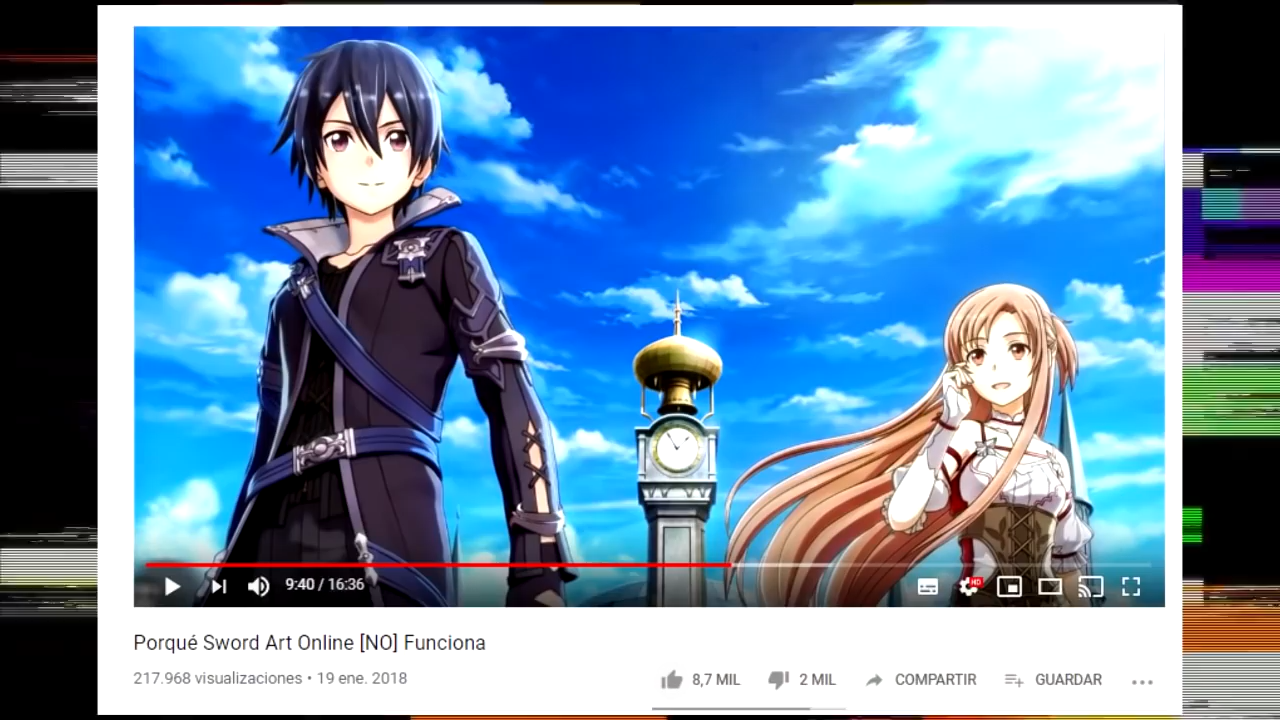 9:40 / 16:36
HD
Porqué Sword Art Online [NO] Funciona
217.968 visualizaciones • 19 ene. 2018
8,7 MIL 2 MIL COMPARTIR GUARDAR